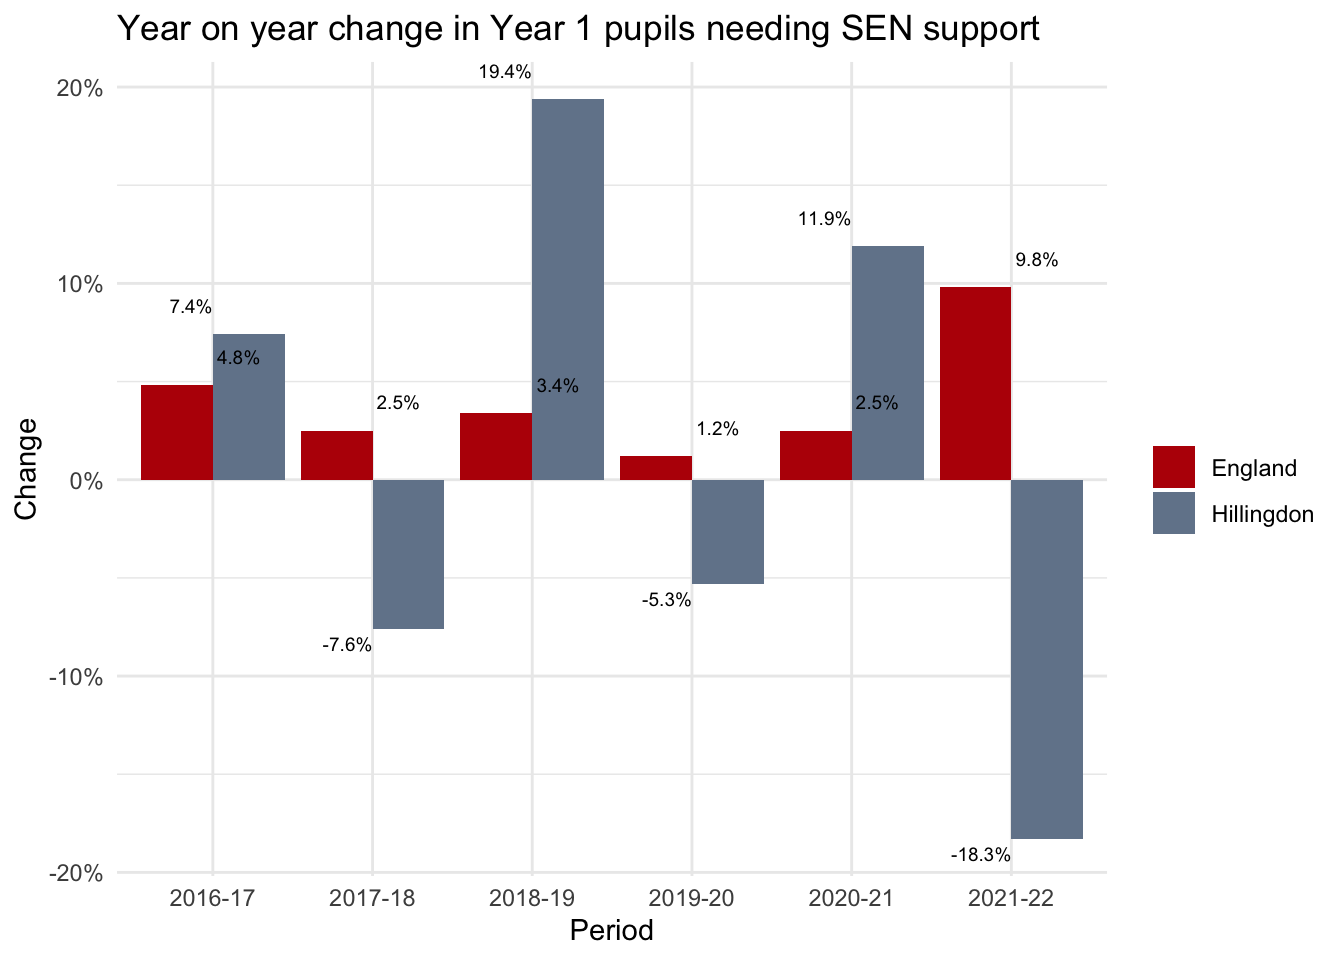 Year on year change in Year 1 pupils needing SEN support
20%
10%
0%
-10%
-20%
Change
19.4%
11.9%
9.8%
7.4%
4.8%
2.5%
3.4%
1.2%
2.5%
-7.6%
-5.3%
-18.3%
2016-17 2017-18 2018-19 2019-20 2020-21 2021-22
Period
England
Hillingdon